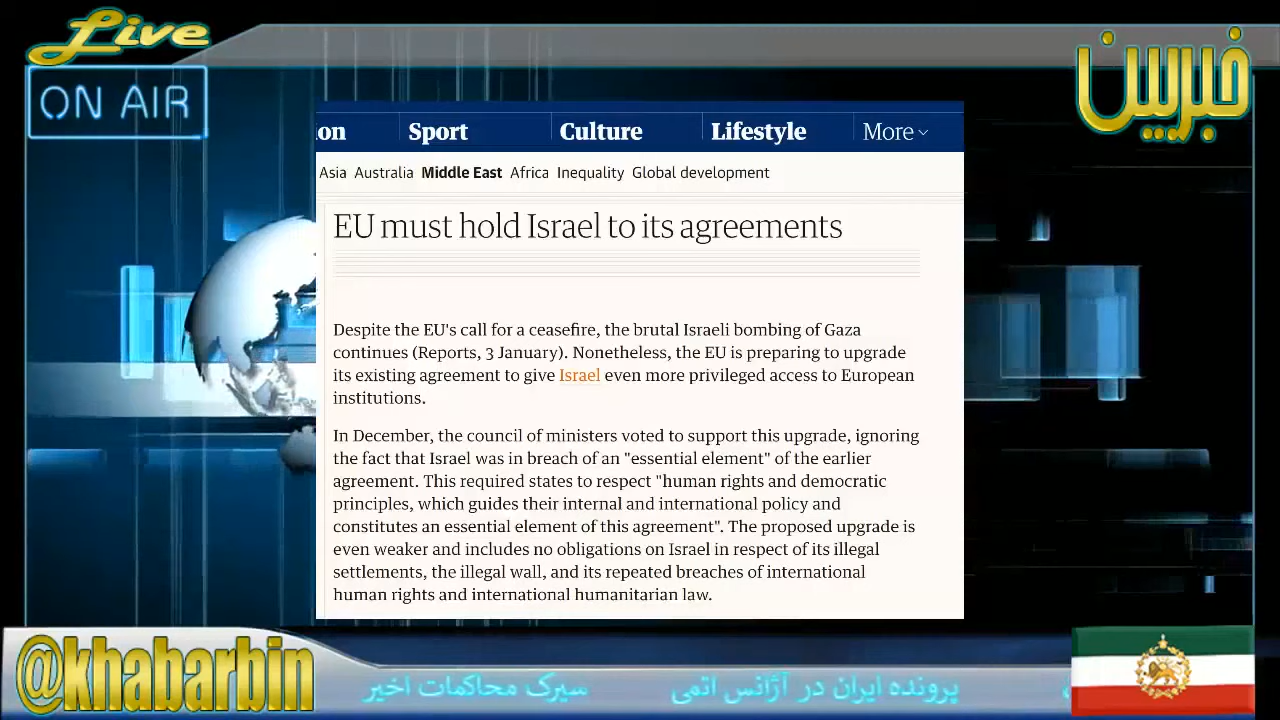 Live
ON AIR
خبربین
on Sport Culture Lifestyle More
Asia Australia Middle East Africa Inequality Global development
EU must hold Israel to its agreements
Despite the EU's call for a ceasefire, the brutal Israeli bombing of Gaza
continues (Reports, 3 January). Nonetheless, the EU is preparing to upgrade
its existing agreement to give Israel even more privileged access to European
institutions.
In December, the council of ministers voted to support this upgrade, ignoring
the fact that Israel was in breach of an "essential element" of the earlier
agreement. This required states to respect "human rights and democratic
principles, which guides their internal and international policy and
constitutes an essential element of this agreement". The proposed upgrade is
even weaker and includes no obligations on Israel in respect of its illegal
settlements, the illegal wall, and its repeated breaches of international
human rights and international humanitarian law.
@khabarbin
پرونده ایران در آژانس اتمی سیرک محاکمات اخیر